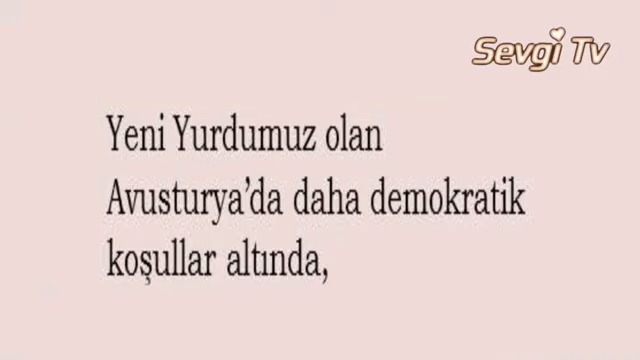 Sevgi Tv
Yeni Yurdumuz olan
Avusturya’da daha demokratik
koşullar altında,